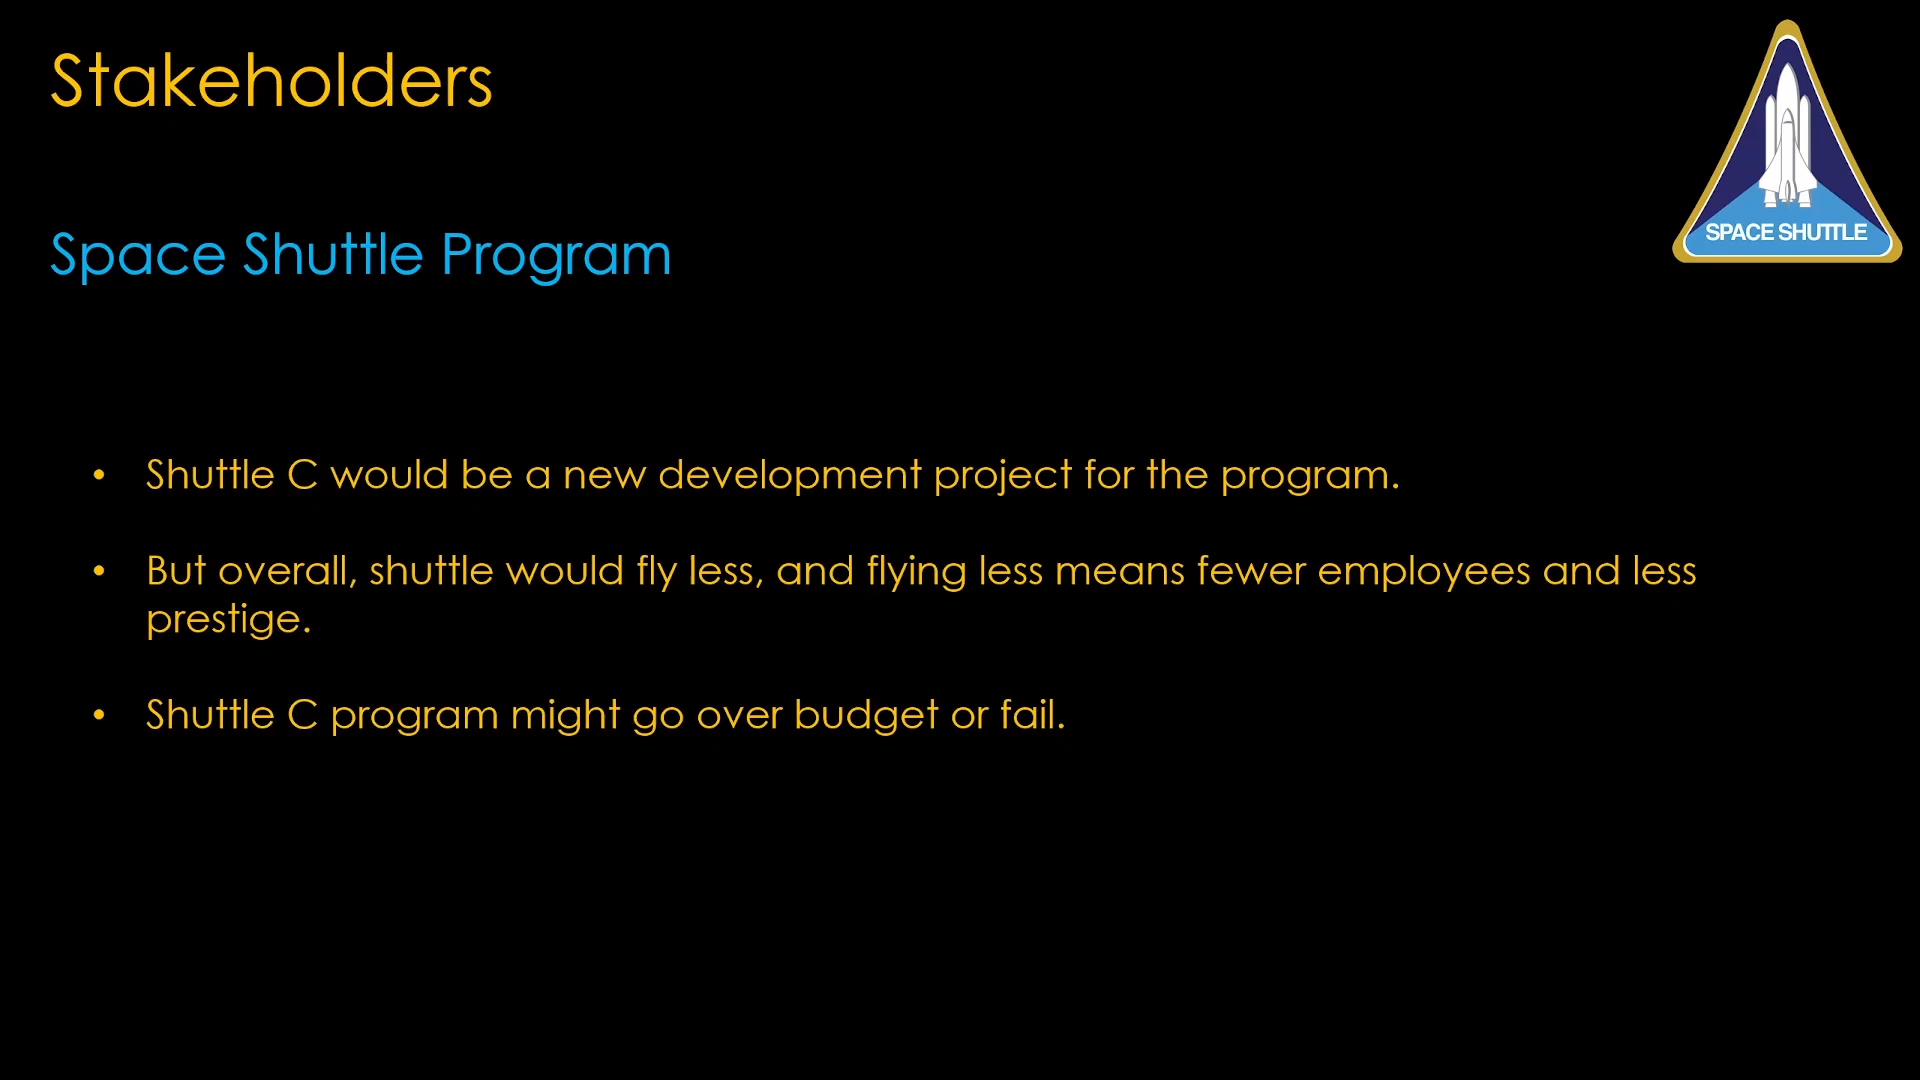 Stakeholders
SPACE SHUTTLE
Space Shuttle Program
• Shuttle C would be a new development project for the program.
• But overall, shuttle would fly less, and flying less means fewer employees and less
prestige.
• Shuttle C program might go over budget or fail.